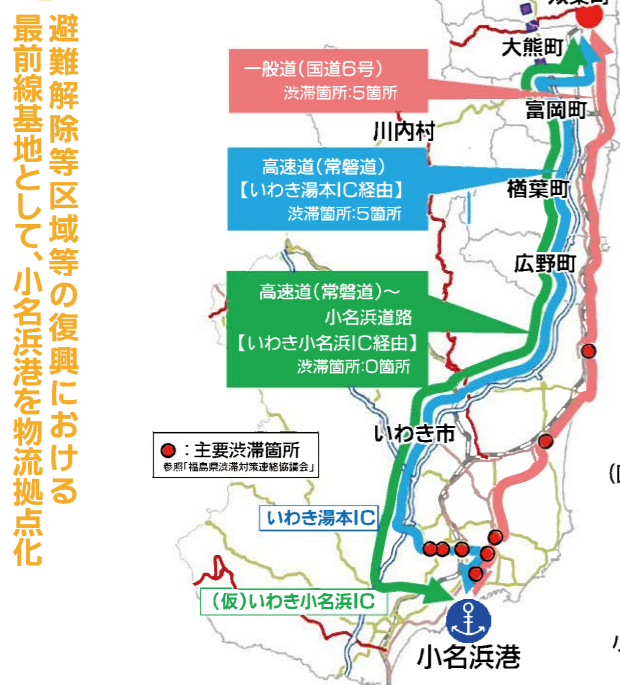 避難解除等区域等の復興における
最前線基地として、小名浜港を物流拠点化
大熊町
一般道(国道6号)
渋滞箇所:5箇所
富岡町
川内村
高速道(常磐道)
【いわき湯本IC経由】
渋滞箇所:5箇所
楢葉町
広野町
高速道(常磐道)~
小名浜道路
【いわき小名浜IC経由】
渋滞箇所:0箇所
いわき市
:主要渋滞箇所
参照「福島県渋滞対策連絡協議会」
いわき湯本IC
(仮)いわき小名浜IC
小名浜港